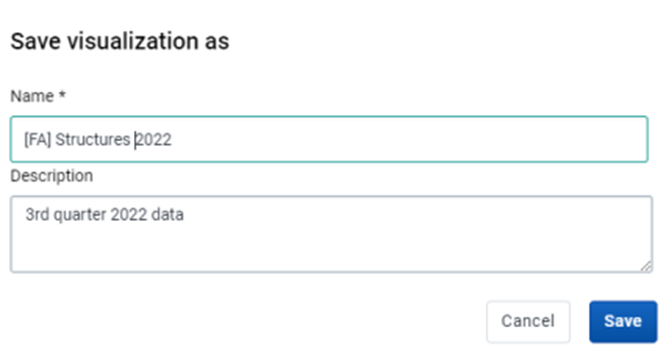 Save visualization as
Name *
[FA] Structures 2022
Description
3rd quarter 2022 data
Cancel Save